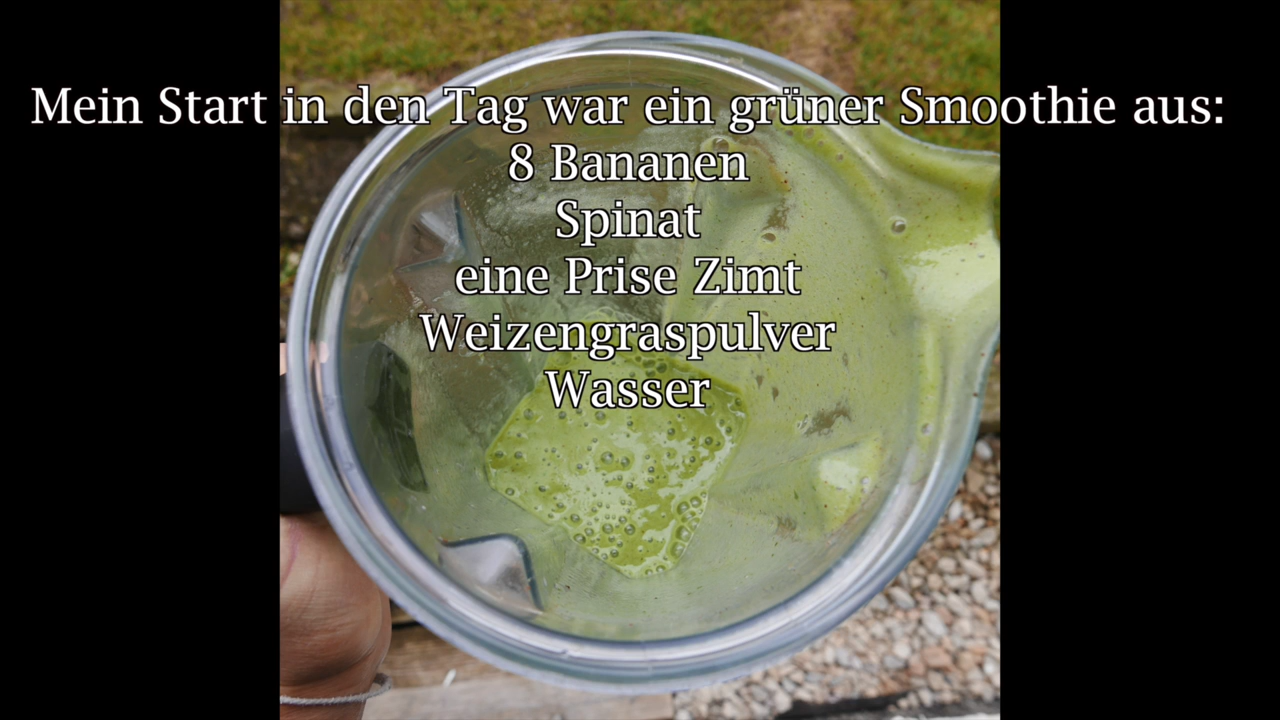 Mein Start in den Tag war ein grüner Smoothie aus:
8 Bananen
Spinat
eine Prise Zimt
Weizengraspulver
Wasser